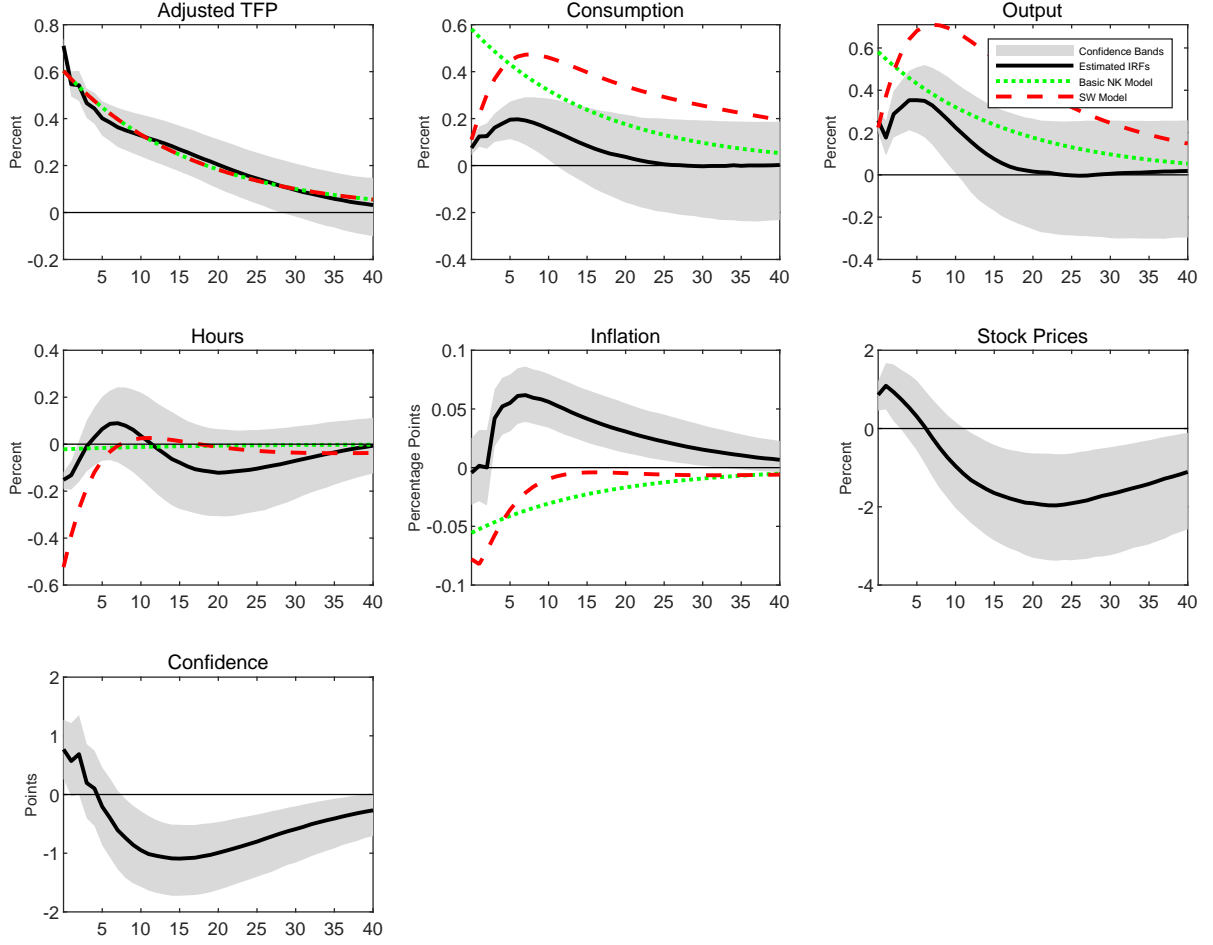 Adjusted TFP
Percent
0.8
0.6
0.4
0.2
0
-0.2
5 10 15 20 25 30 35 40
Consumption
0.6
0.4
0.2
0
-0.2
-0.4
5 10 15 20 25 30 35 40
Output
Percent
0.6
0.4
0.2
0
-0.2
-0.4
5 10 15 20 25 30 35 40
Confidence Bands
Estimated IRFs
Basic NK Model
SW Model
Percent
Hours
Percent
0.4
0.2
0
-0.2
-0.4
-0.6
5 10 15 20 25 30 35 40
Inflation
Percentage Points
0.1
0.05
0
-0.05
-0.1
5 10 15 20 25 30 35 40
Stock Prices
Percent
2
0
-2
-4
5 10 15 20 25 30 35 40
Confidence
Points
2
1
0
-1
-2
5 10 15 20 25 30 35 40